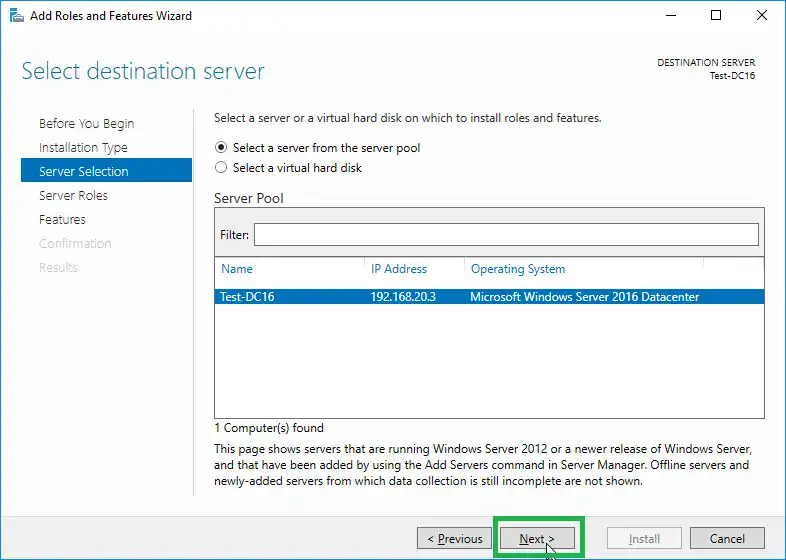 Add Roles and Features Wizard
Select destination server
DESTINATION SERVER
Test-DC16
Before You Begin
Installation Type
Server Selection
Server Roles
Features
Confirmation
Results
Select a server or a virtual hard disk on which to install roles and features.
Select a server from the server pool
Select a virtual hard disk
Server Pool
Filter:
Name IP Address Operating System
Test-DC16 192.168.20.3 Microsoft Windows Server 2016 Datacenter
1 Computer(s) found
This page shows servers that are running Windows Server 2012 or a newer release of Windows Server,
and that have been added by using the Add Servers command in Server Manager. Offline servers and
newly-added servers from which data collection is still incomplete are not shown.
< Previous Next > Install Cancel